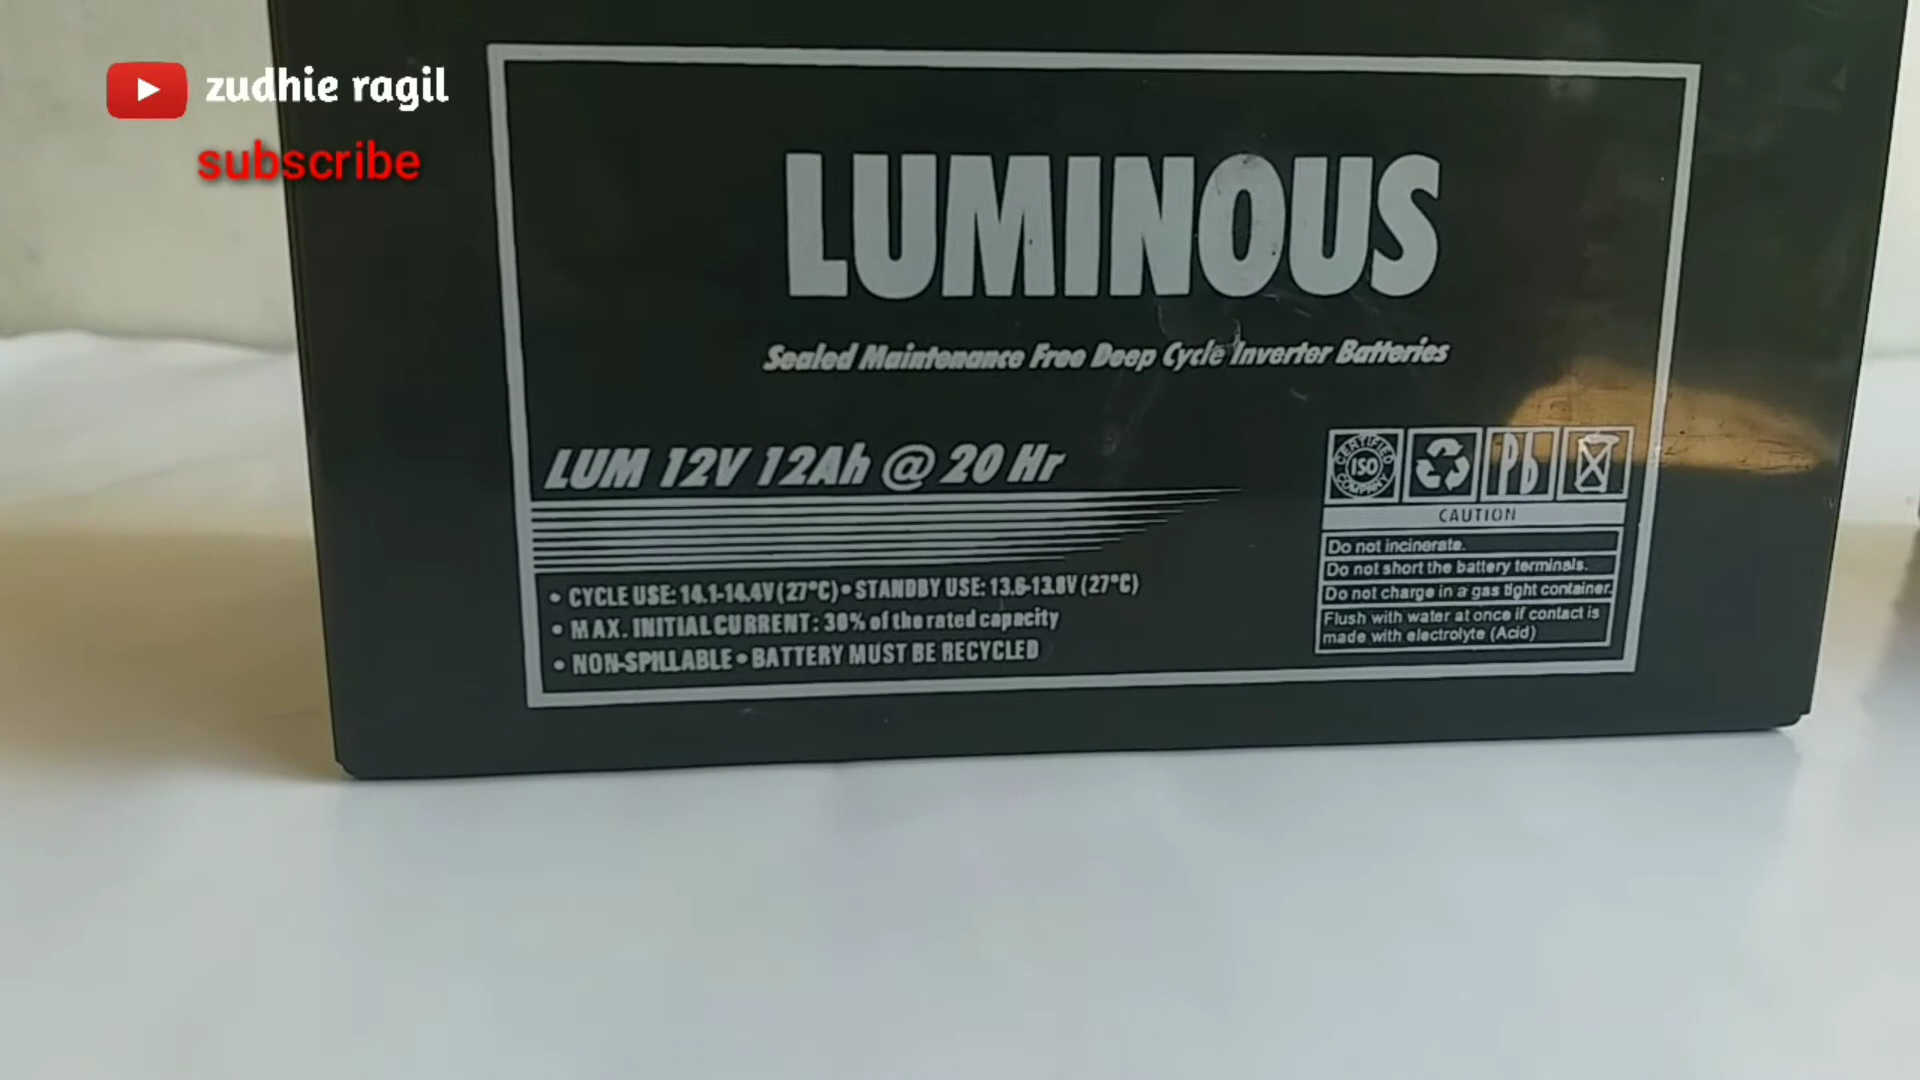 zudhie ragil
subscribe
LUMINOUS
Sealed Maintenance Free Deep Cycle Inverter Batteries
LUM 12V 12Ah @ 20 Hr
• CYCLE USE: 14.1-14.4V (27°C) • STANDBY USE: 13.6-13.8V (27°C)
• MAX. INITIAL CURRENT: 30% of the rated capacity
• NON-SPILLABLE • BATTERY MUST BE RECYCLED
CERTIFIED
ISO
COMPANY
Pb
CAUTION
Do not incinerate.
Do not short the battery terminals.
Do not charge in a gas tight container.
Flush with water at once if contact is
made with electrolyte (Acid)